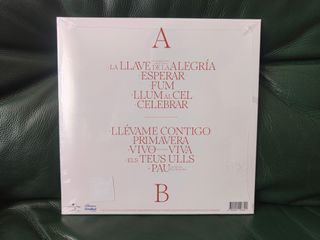 A
LA LLAVE DE LA ALEGRÍA
ESPERAR
FUM
LLUM AL CEL
CELEBRAR
LLÉVAME CONTIGO
PRIMAVERA
VIVO VIVA
ELS TEUS ULLS
PAU
B